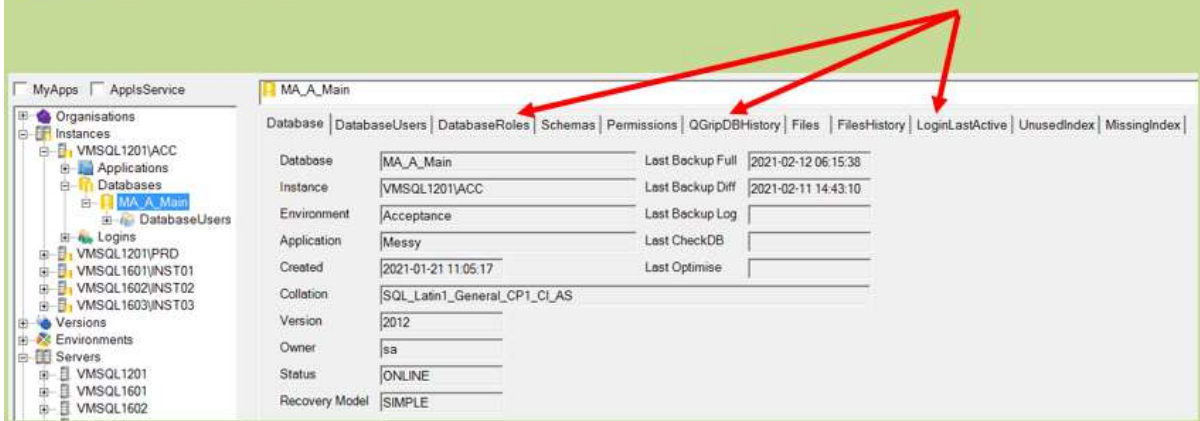 MyApps AppIsService
Organisations
Instances
VMSQL1201\ACC
Applications
Databases
MA_A_Main
DatabaseUsers
Logins
VMSQL1201\PRD
VMSQL1601\INST01
VMSQL1602\INST02
VMSQL1603\INST03
Versions
Environments
Servers
VMSQL1201
VMSQL1601
VMSQL1602
MA_A_Main
Database DatabaseUsers DatabaseRoles Schemas Permissions QGripDBHistory Files FilesHistory LoginLastActive UnusedIndex MissingIndex
Database MA_A_Main Last Backup Full 2021-02-12 06:15:38
Instance VMSQL1201\ACC Last Backup Diff 2021-02-11 14:43:10
Environment Acceptance Last Backup Log
Application Messy Last CheckDB
Created 2021-01-21 11:05:17 Last Optimise
Collation SQL_Latin1_General_CP1_CI_AS
Version 2012
Owner sa
Status ONLINE
Recovery Model SIMPLE